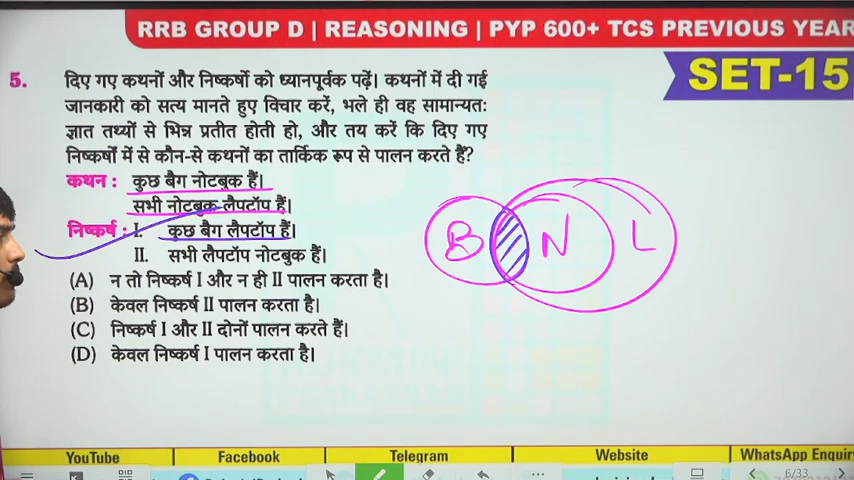 RRB GROUP D | REASONING | PYP 600+ TCS PREVIOUS YEAR
SET-15
5. दिए गए कथनों और निष्कर्षो को ध्यानपूर्वक पढ़ें। कथनों में दी गई
जानकारी को सत्य मानते हुए विचार करें, भले ही वह सामान्यतः
ज्ञात तथ्यों से भिन्न प्रतीत होती हो, और तय करें कि दिए गए
निष्कर्षों में से कौन-से कथनों का तार्किक रूप से पालन करते हैं?
कथन : कुछ बैग नोटबुक हैं।
सभी नोटबुक लैपटॉप हैं।
निष्कर्ष : I. कुछ बैग लैपटॉप हैं।
II. सभी लैपटॉप नोटबुक हैं।
(A) न तो निष्कर्ष I और न ही II पालन करता है।
(B) केवल निष्कर्ष II पालन करता है।
(C) निष्कर्ष I और II दोनों पालन करते हैं।
(D) केवल निष्कर्ष I पालन करता है।
B N L
YouTube Facebook Telegram Website WhatsApp Enquiry
6/33